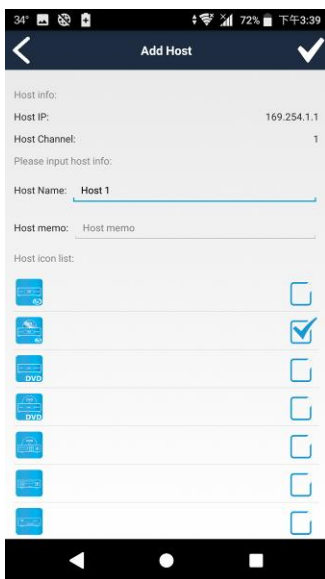 34° 72% 下午3:39
Add Host
Host info:
Host IP: 169.254.1.1
Host Channel: 1
Please input host info:
Host Name: Host 1
Host memo: Host memo
Host icon list:
DVD
DVD